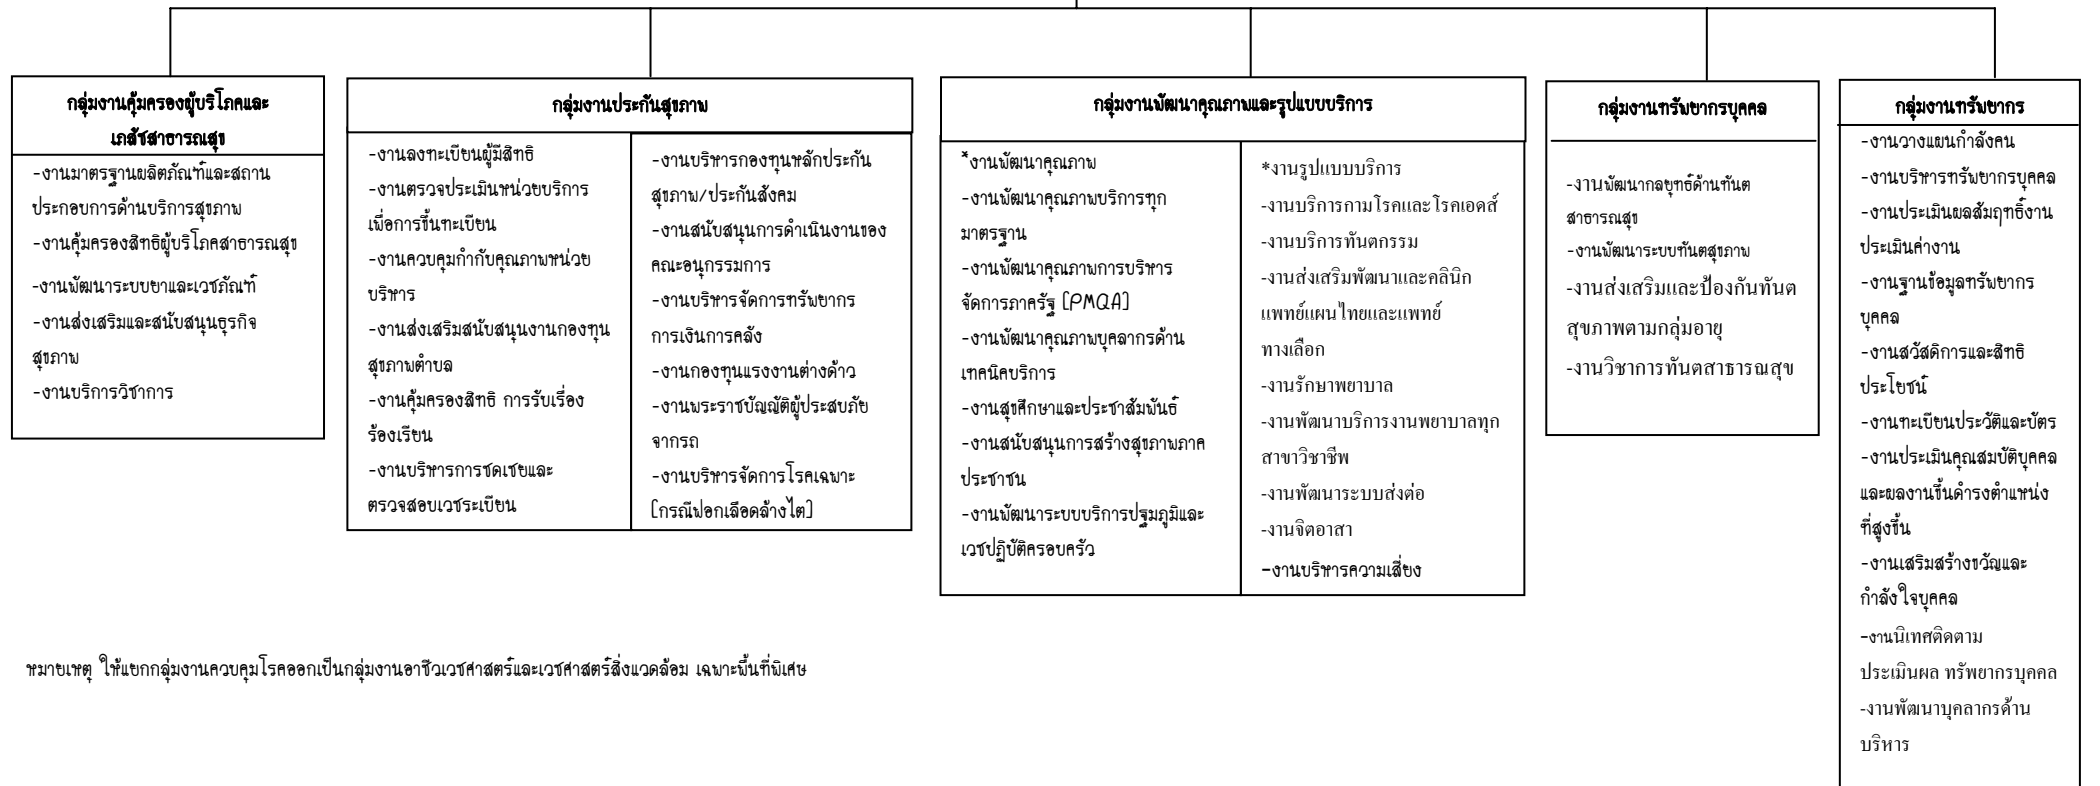 กลุ่มงานคุ้มครองผู้บริโภคและ
เภสัชสาธารณสุข
-งานมาตรฐานผลิตภัณฑ์และสถาน
ประกอบการด้านบริการสุขภาพ
-งานคุ้มครองสิทธิผู้บริโภคสาธารณสุข
-งานพัฒนาระบบยาและเวชภัณฑ์
-งานส่งเสริมและสนับสนุนธุรกิจ
สุขภาพ
-งานบริการวิชาการ
กลุ่มงานประกันสุขภาพ
-งานลงทะเบียนผู้มีสิทธิ
-งานตรวจประเมินหน่วยบริการ
เพื่อการขึ้นทะเบียน
-งานควบคุมกำกับคุณภาพหน่วย
บริหาร
-งานส่งเสริมสนับสนุนงานกองทุน
สุขภาพตำบล
-งานคุ้มครองสิทธิ การรับเรื่อง
ร้องเรียน
-งานบริหารการชดเชยและ
ตรวจสอบเวชระเบียน
-งานบริหารกองทุนหลักประกัน
สุขภาพ/ประกันสังคม
-งานสนับสนุนการดำเนินงานของ
คณะอนุกรรมการ
-งานบริหารจัดการทรัพยากร
การเงินการคลัง
-งานกองทุนแรงงานต่างด้าว
-งานพระราชบัญญัติผู้ประสบภัย
จากรถ
-งานบริหารจัดการโรคเฉพาะ
[กรณีฟอกเลือดล้างไต]
กลุ่มงานพัฒนาคุณภาพและรูปแบบบริการ
*งานพัฒนาคุณภาพ
-งานพัฒนาคุณภาพบริการทุก
มาตรฐาน
-งานพัฒนาคุณภาพการบริหาร
จัดการภาครัฐ [PMQA]
-งานพัฒนาคุณภาพบุคลากรด้าน
เทคนิคบริการ
-งานสุขศึกษาและประชาสัมพันธ์
-งานสนับสนุนการสร้างสุขภาพภาค
ประชาชน
-งานพัฒนาระบบบริการปฐมภูมิและ
เวชปฏิบัติครอบครัว
*งานรูปแบบบริการ
-งานบริการกามโรคและโรคเอดส์
-งานบริการทันตกรรม
-งานส่งเสริมพัฒนาและคลินิก
แพทย์แผนไทยและแพทย์
ทางเลือก
-งานรักษาพยาบาล
-งานพัฒนาบริการงานพยาบาลทุก
สาขาวิชาชีพ
-งานพัฒนาระบบส่งต่อ
-งานจิตอาสา
-งานบริหารความเสี่ยง
กลุ่มงานทรัพยากรบุคคล
-งานพัฒนากลยุทธ์ด้านทันต
สาธารณสุข
-งานพัฒนาระบบทันตสุขภาพ
-งานส่งเสริมและป้องกันทันต
สุขภาพตามกลุ่มอายุ
-งานวิชาการทันตสาธารณสุข
กลุ่มงานทรัพยากร
-งานวางแผนกำลังคน
-งานบริหารทรัพยากรบุคคล
-งานประเมินผลสัมฤทธิ์งาน
ประเมินค่างาน
-งานฐานข้อมูลทรัพยากร
บุคคล
-งานสวัสดิการและสิทธิ
ประโยชน์
-งานทะเบียนประวัติและบัตร
-งานประเมินคุณสมบัติบุคคล
และผลงานขึ้นดำรงตำแหน่ง
ที่สูงขึ้น
-งานเสริมสร้างขวัญและ
กำลังใจบุคคล
-งานนิเทศติดตาม
ประเมินผล ทรัพยากรบุคคล
-งานพัฒนาบุคลากรด้าน
บริหาร
หมายเหตุ ให้แยกกลุ่มงานควบคุมโรคออกเป็นกลุ่มงานอาชีวเวชศาสตร์และเวชศาสตร์สิ่งแวดล้อม เฉพาะพื้นที่พิเศษ